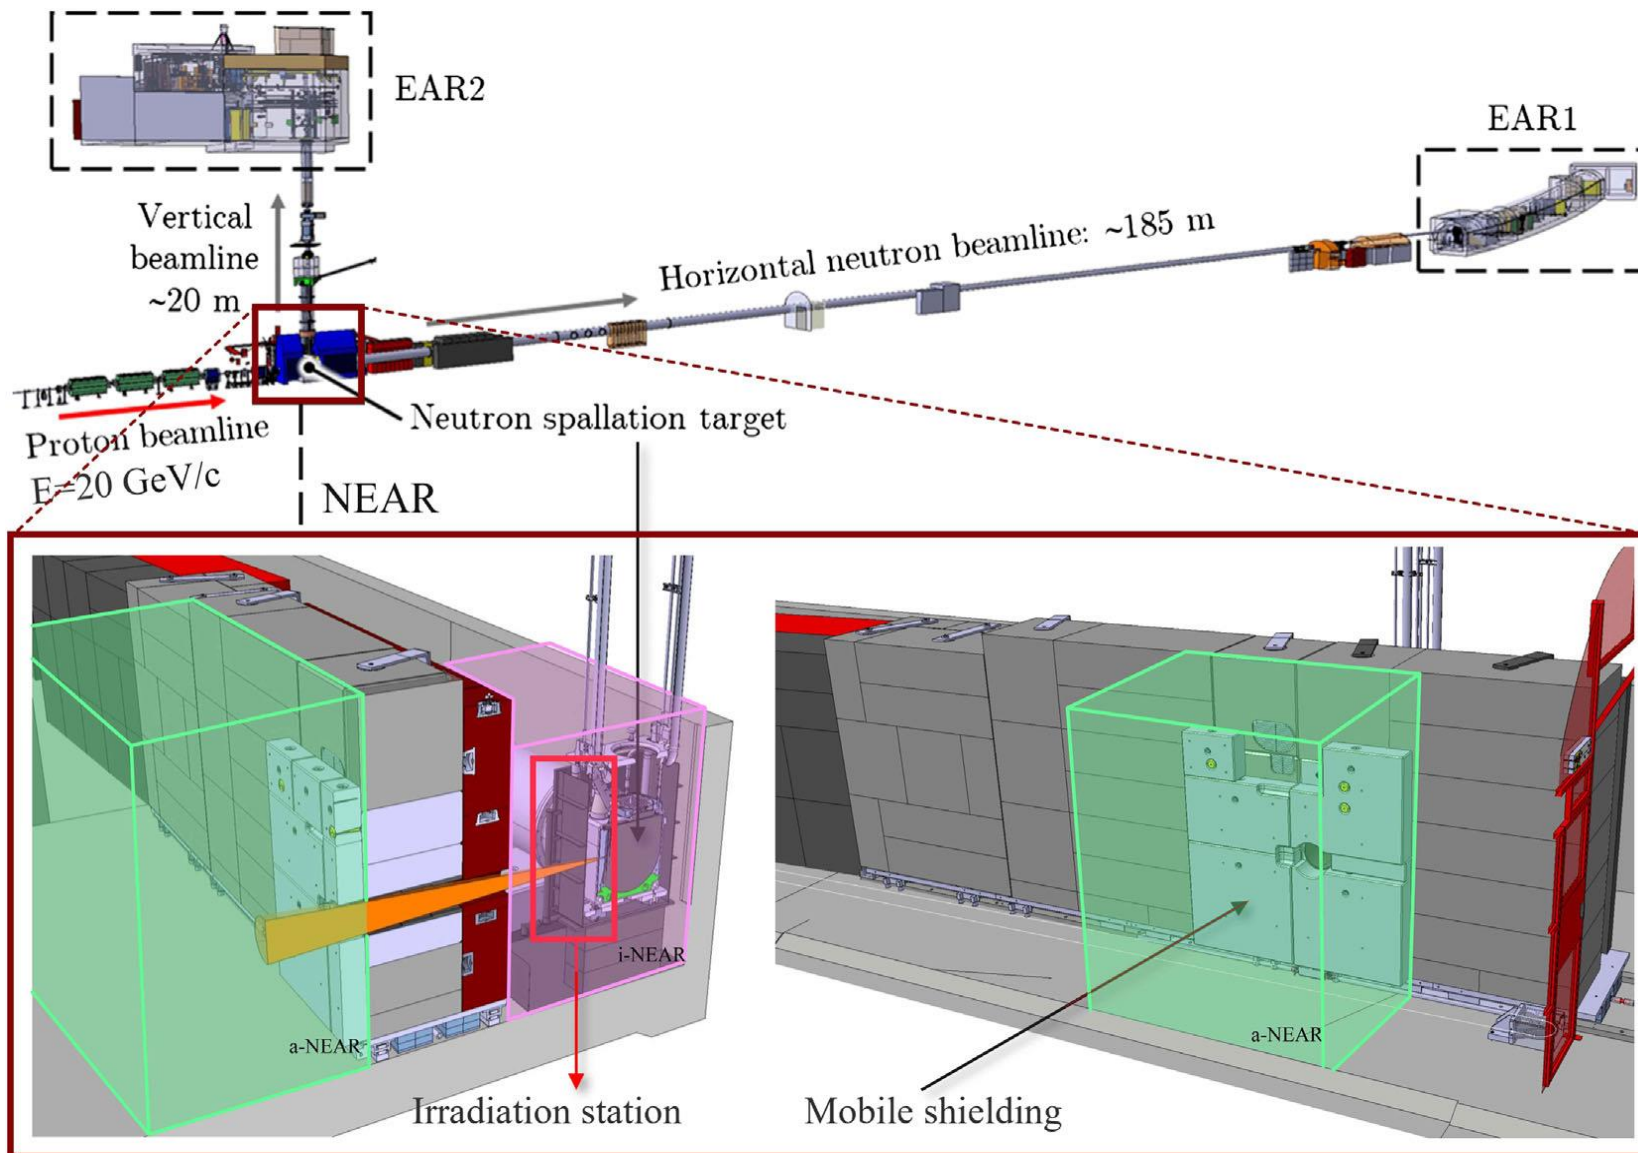 EAR2
EAR1
Vertical
beamline
~20 m
Horizontal neutron beamline: ~185 m
Neutron spallation target
Proton beamline
E=20 GeV/c
NEAR
i-NEAR
a-NEAR
a-NEAR
Irradiation station
Mobile shielding